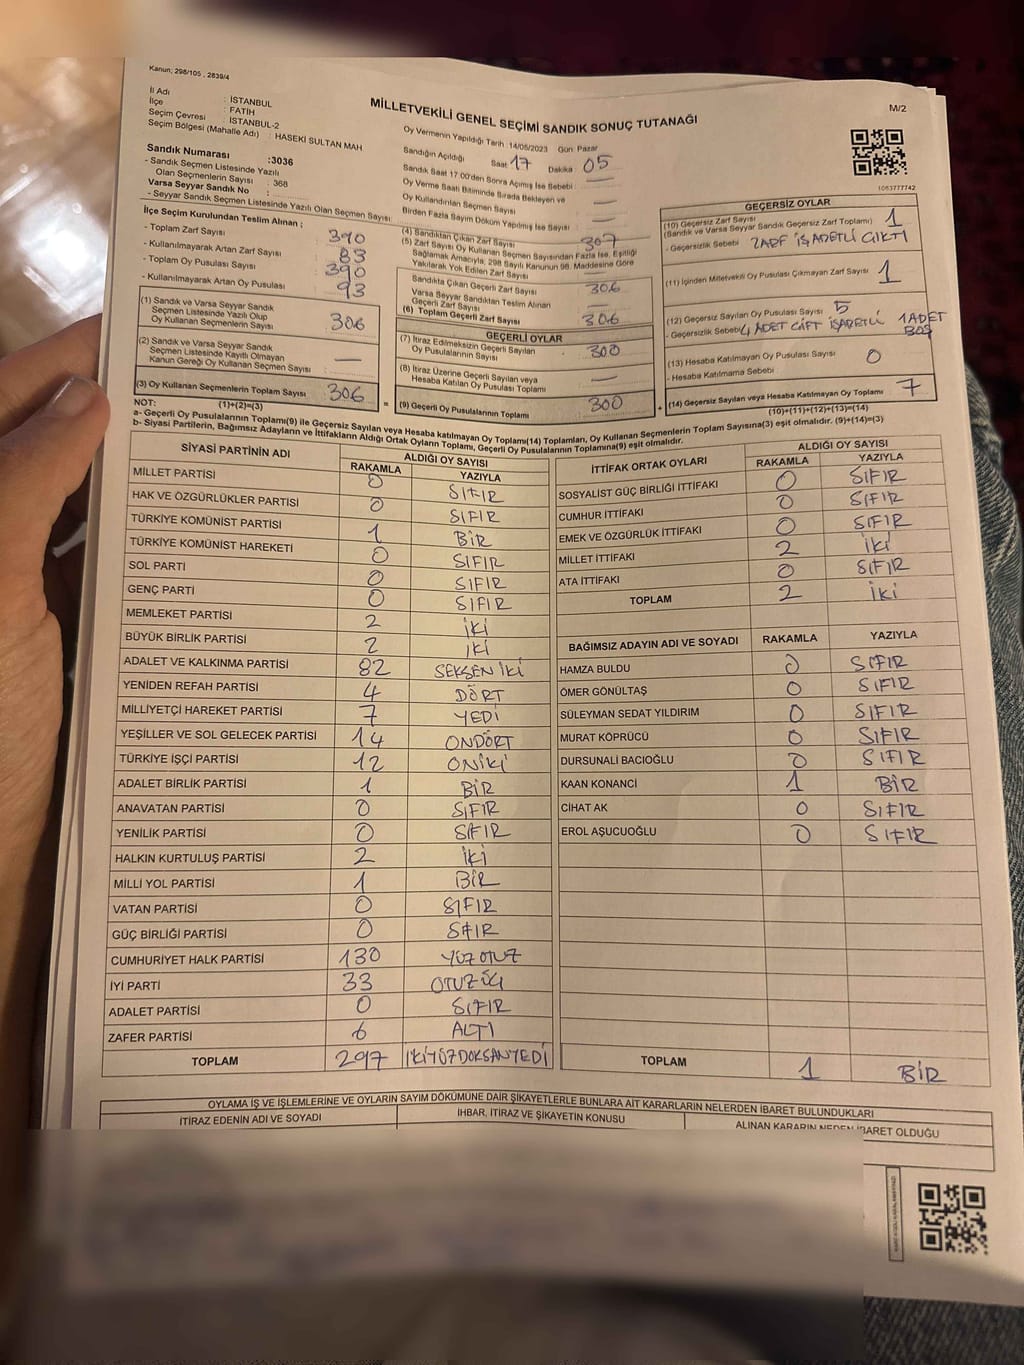 Kanun; 298/105 , 2839/4
MİLLETVEKİLİ GENEL SEÇİMİ SANDIK SONUÇ TUTANAĞI
M/2
İl Adı : İSTANBUL
İlçe : FATİH
Seçim Çevresi : İSTANBUL-2
Seçim Bölgesi (Mahalle Adı) : HASEKİ SULTAN MAH
Sandık Numarası :3036
- Sandık Seçmen Listesinde Yazılı
Olan Seçmenlerin Sayısı : 368
Varsa Seyyar Sandık No :
- Seyyar Sandık Seçmen Listesinde Yazılı Olan Seçmen Sayısı:
Oy Vermenin Yapıldığı Tarih :14/05/2023 Gün Pazar
Sandığın Açıldığı Saat 17 Dakika 05
Sandık Saat 17:00'den Sonra Açılmış İse Sebebi : —
Oy Verme Saati Bitiminde Sırada Bekleyen ve
Oy Kullandırılan Seçmen Sayısı —
Birden Fazla Sayım Döküm Yapılmış İse Sayısı : —
1063777742
İlçe Seçim Kurulundan Teslim Alınan ;
- Toplam Zarf Sayısı 390
- Kullanılmayarak Artan Zarf Sayısı 83
- Toplam Oy Pusulası Sayısı 390
- Kullanılmayarak Artan Oy Pusulası 93
(1) Sandık ve Varsa Seyyar Sandık
Seçmen Listesinde Yazılı Olup
Oy Kullanan Seçmenlerin Sayısı 306
(2) Sandık ve Varsa Seyyar Sandık
Seçmen Listesinde Kayıtlı Olmayan
Kanun Gereği Oy Kullanan Seçmen Sayısı : —
(3) Oy Kullanan Seçmenlerin Toplam Sayısı 306
(1)+(2)=(3)
(4) Sandıktan Çıkan Zarf Sayısı 307
(5) Zarf Sayısı Oy Kullanan Seçmen Sayısından Fazla İse, Eşitliği
Sağlamak Amacıyla, 298 Sayılı Kanunun 98. Maddesine Göre
Yakılarak Yok Edilen Zarf Sayısı —
Sandıkta Çıkan Geçerli Zarf Sayısı 306
Varsa Seyyar Sandıktan Teslim Alınan
Geçerli Zarf Sayısı —
(6) Toplam Geçerli Zarf Sayısı 306
GEÇERLİ OYLAR
(7) İtiraz Edilmeksizin Geçerli Sayılan
Oy Pusulasının Sayısı 300
(8) İtiraz Üzerine Geçerli Sayılan veya
Hesaba Katılan Oy Pusulası Toplamı —
(9) Geçerli Oy Pusulalarının Toplamı 300
GEÇERSİZ OYLAR
(10) Geçersiz Zarf Sayısı 1
(Sandık ve Varsa Seyyar Sandık Geçersiz Zarf Toplamı)
- Geçersizlik Sebebi ZARF İŞARETLİ ÇIKTI
(11) İçinden Milletvekili Oy Pusulası Çıkmayan Zarf Sayısı 1
(12) Geçersiz Sayılan Oy Pusulası Sayısı 5
- Geçersizlik Sebebi 4 ADET ÇİFT İŞARETLİ 1 ADET BOŞ
(13) Hesaba Katılmayan Oy Pusulası Sayısı 0
- Hesaba Katılmama Sebebi
(14) Geçersiz Sayılan veya Hesaba Katılmayan Oy Toplamı 7
(10)+(11)+(12)+(13)=(14)
NOT:
a- Geçerli Oy Pusulalarının Toplamı(9) ile Geçersiz Sayılan veya Hesaba katılmayan Oy Toplamı(14) Toplamları, Oy Kullanan Seçmenlerin Toplam Sayısına(3) eşit olmalıdır. (9)+(14)=(3)
b- Siyasi Partilerin, Bağımsız Adayların ve İttifakların Aldığı Ortak Oyların Toplamı, Geçerli Oy Pusulalarının Toplamına(9) eşit olmalıdır.
SİYASİ PARTİNİN ADI ALDIĞI OY SAYISI
RAKAMLA YAZIYLA
MİLLET PARTİSİ 0 SIFIR
HAK VE ÖZGÜRLÜKLER PARTİSİ 0 SIFIR
TÜRKİYE KOMÜNİST PARTİSİ 1 BİR
TÜRKİYE KOMÜNİST HAREKETİ 0 SIFIR
SOL PARTİ 0 SIFIR
GENÇ PARTİ 0 SIFIR
MEMLEKET PARTİSİ 2 İKİ
BÜYÜK BİRLİK PARTİSİ 2 İKİ
ADALET VE KALKINMA PARTİSİ 82 SEKSEN İKİ
YENİDEN REFAH PARTİSİ 4 DÖRT
MİLLİYETÇİ HAREKET PARTİSİ 7 YEDİ
YEŞİLLER VE SOL GELECEK PARTİSİ 14 ONDÖRT
TÜRKİYE İŞÇİ PARTİSİ 12 ONİKİ
ADALET BİRLİK PARTİSİ 1 BİR
ANAVATAN PARTİSİ 0 SIFIR
YENİLİK PARTİSİ 0 SIFIR
HALKIN KURTULUŞ PARTİSİ 2 İKİ
MİLLİ YOL PARTİSİ 1 BİR
VATAN PARTİSİ 0 SIFIR
GÜÇ BİRLİĞİ PARTİSİ 0 SIFIR
CUMHURİYET HALK PARTİSİ 130 YÜZ OTUZ
İYİ PARTİ 33 OTUZ ÜÇ
ADALET PARTİSİ 0 SIFIR
ZAFER PARTİSİ 6 ALTI
TOPLAM 297 İKİYÜZDOKSANYEDİ
İTTİFAK ORTAK OYLARI ALDIĞI OY SAYISI
RAKAMLA YAZIYLA
SOSYALİST GÜÇ BİRLİĞİ İTTİFAKI 0 SIFIR
CUMHUR İTTİFAKI 0 SIFIR
EMEK VE ÖZGÜRLÜK İTTİFAKI 0 SIFIR
MİLLET İTTİFAKI 2 İKİ
ATA İTTİFAKI 0 SIFIR
TOPLAM 2 İKİ
BAĞIMSIZ ADAYIN ADI VE SOYADI RAKAMLA YAZIYLA
HAMZA BULDU 0 SIFIR
ÖMER GÖNÜLTAŞ 0 SIFIR
SÜLEYMAN SEDAT YILDIRIM 0 SIFIR
MURAT KÖPRÜCÜ 0 SIFIR
DURSUNALİ BACIOĞLU 0 SIFIR
KAAN KONANCİ 1 BİR
CİHAT AK 0 SIFIR
EROL AŞUCUOĞLU 0 SIFIR
TOPLAM 1 BİR
OYLAMA İŞ VE İŞLEMLERİNE VE OYLARIN SAYIM DÖKÜMÜNE DAİR ŞİKAYETLERLE BUNLARA AİT KARARLARIN NELERDEN İBARET BULUNDUKLARI
İTİRAZ EDENİN ADI VE SOYADI İHBAR, İTİRAZ VE ŞİKAYETİN KONUSU ALINAN KARARIN NEDEN İBARET OLDUĞU